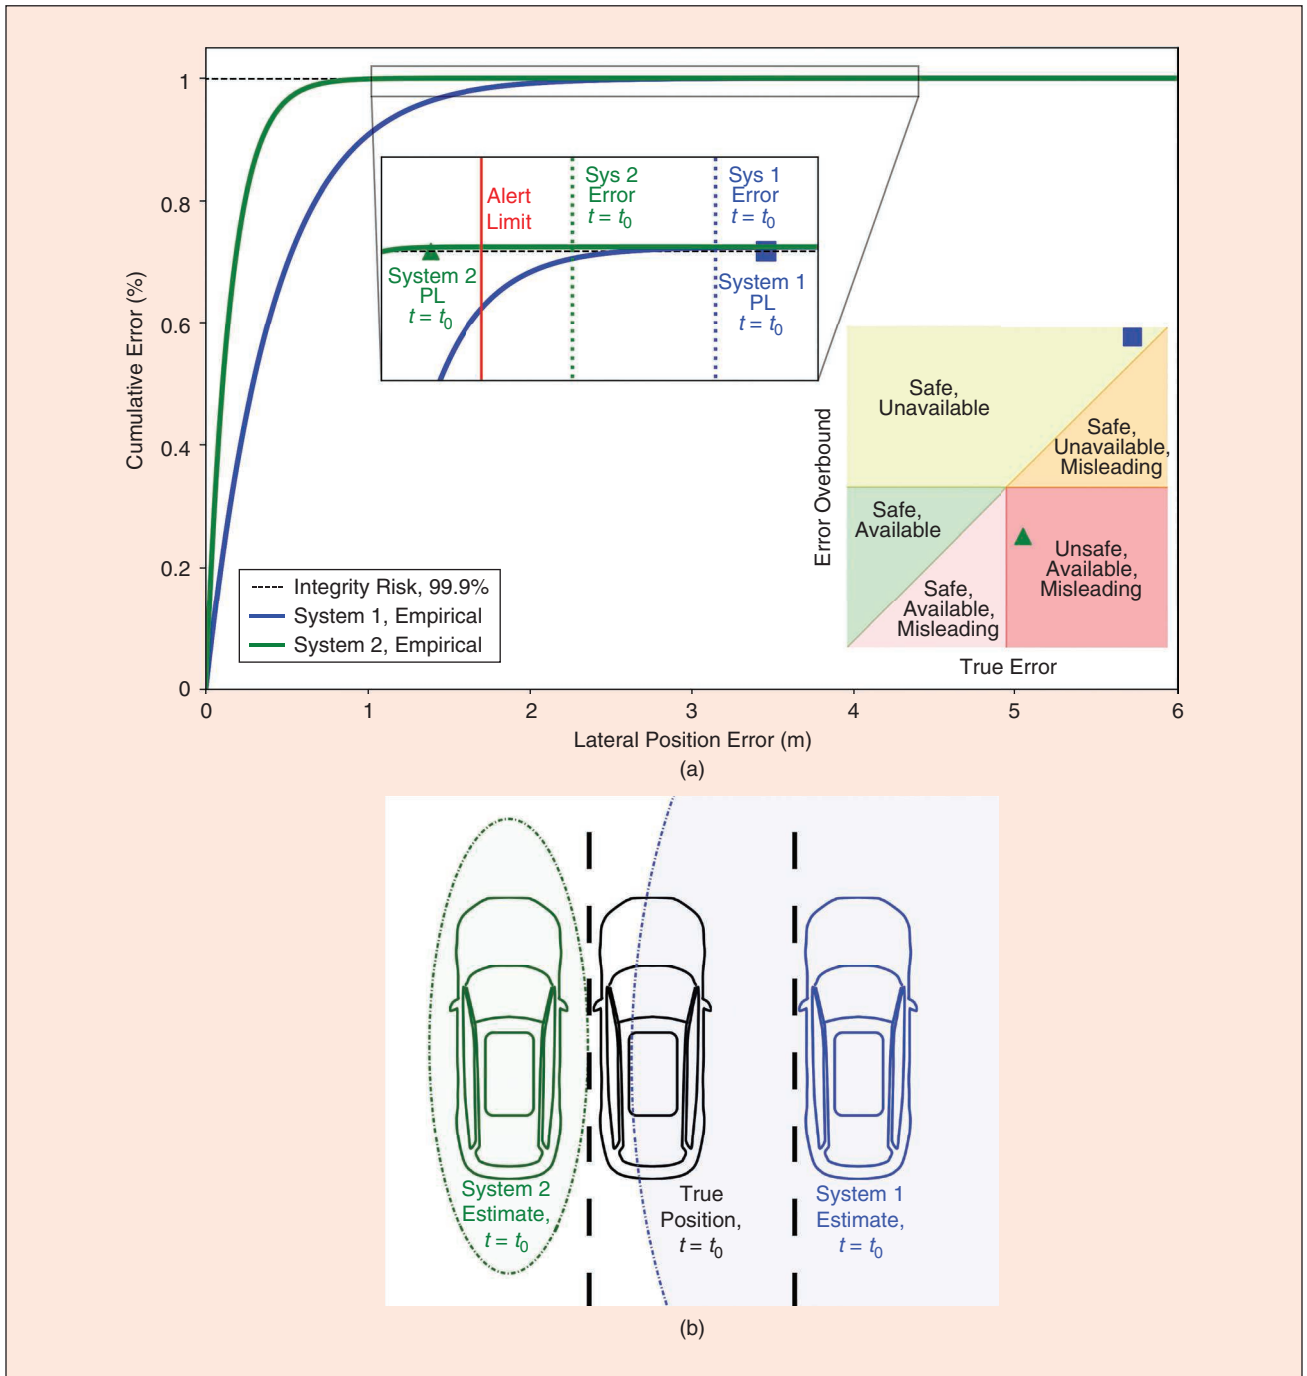 1
0.8
0.6
0.4
0.2
0
Cumulative Error (%)
Alert
Limit
Sys 2
Error
t = t0
Sys 1
Error
t = t0
System 2
PL
t = t0
System 1
PL
t = t0
Integrity Risk, 99.9%
System 1, Empirical
System 2, Empirical
Error Overbound
Safe,
Unavailable
Safe,
Unavailable,
Misleading
Safe,
Available
Safe,
Available,
Misleading
Unsafe,
Available,
Misleading
True Error
0
1
2
3
4
5
6
Lateral Position Error (m)
(a)
System 2
Estimate,
t = t0
True
Position,
t = t0
System 1
Estimate,
t = t0
(b)